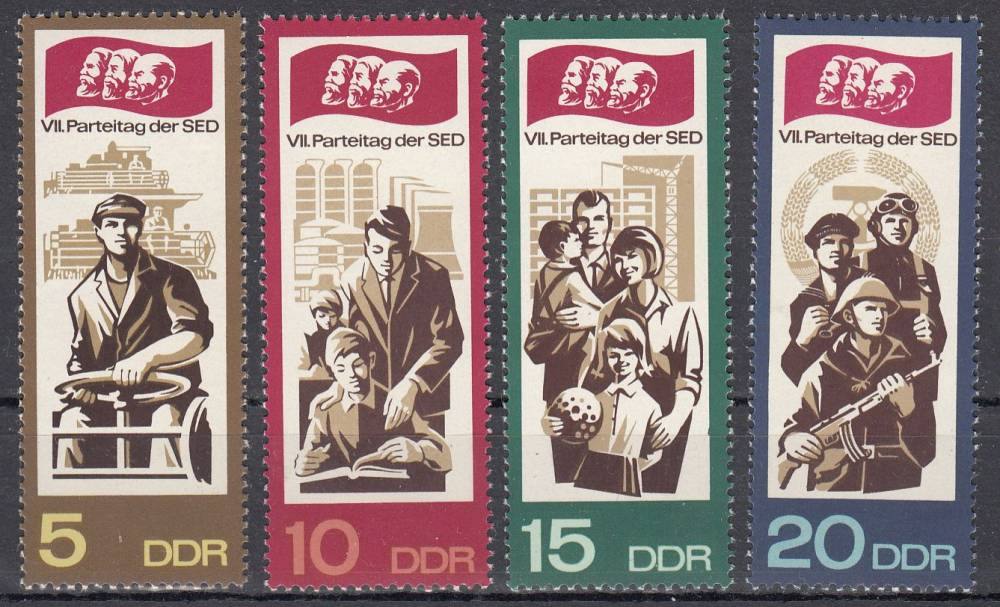 VII. Parteitag der SED
5 DDR
VII. Parteitag der SED
10 DDR
VII. Parteitag der SED
15 DDR
VII. Parteitag der SED
20 DDR